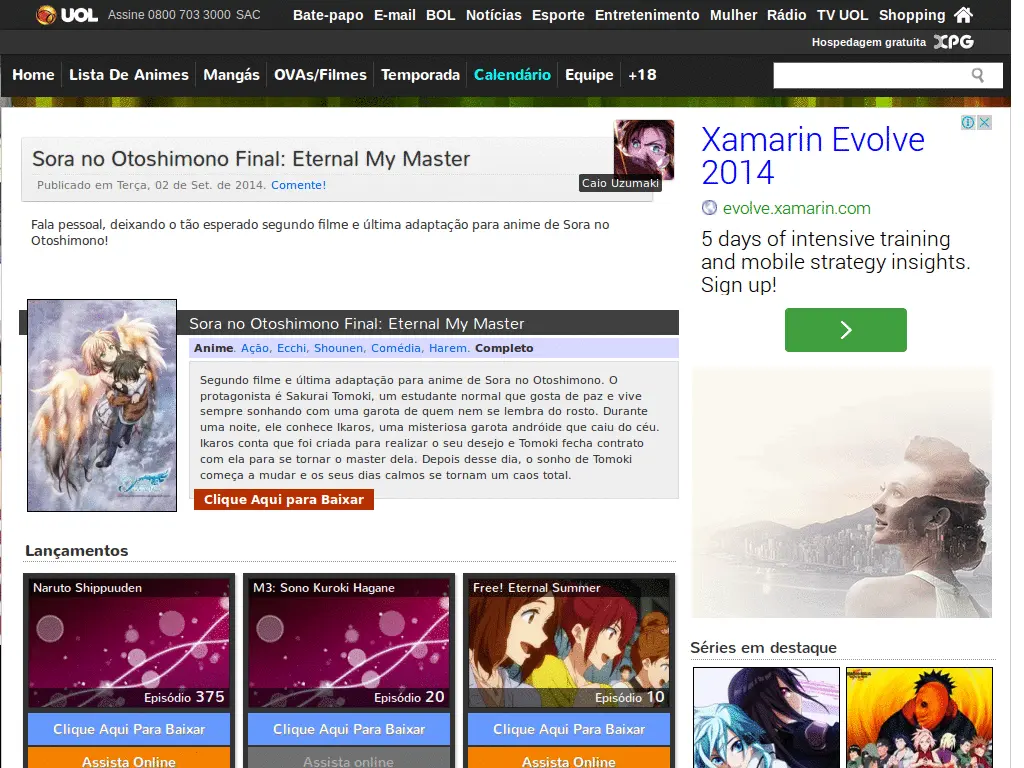 UOL Assine 0800 703 3000 SAC Bate-papo E-mail BOL Notícias Esporte Entretenimento Mulher Rádio TV UOL Shopping
Hospedagem gratuita XPG
Home Lista De Animes Mangás OVAs/Filmes Temporada Calendário Equipe +18
Sora no Otoshimono Final: Eternal My Master
Publicado em Terça, 02 de Set. de 2014. Comente!
Caio Uzumaki
Fala pessoal, deixando o tão esperado segundo filme e última adaptação para anime de Sora no
Otoshimono!
Sora no Otoshimono Final: Eternal My Master
Anime. Ação, Ecchi, Shounen, Comédia, Harem. Completo
Segundo filme e última adaptação para anime de Sora no Otoshimono. O
protagonista é Sakurai Tomoki, um estudante normal que gosta de paz e vive
sempre sonhando com uma garota de quem nem se lembra do rosto. Durante
uma noite, ele conhece Ikaros, uma misteriosa garota andróide que caiu do céu.
Ikaros conta que foi criada para realizar o seu desejo e Tomoki fecha contrato
com ela para se tornar o master dela. Depois desse dia, o sonho de Tomoki
começa a mudar e os seus dias calmos se tornam um caos total.
Clique Aqui para Baixar
Lançamentos
Naruto Shippuuden
Episódio 375
Clique Aqui Para Baixar
Assista Online
M3: Sono Kuroki Hagane
Episódio 20
Clique Aqui Para Baixar
Assista online
Free! Eternal Summer
Episódio 10
Clique Aqui Para Baixar
Assista Online
Xamarin Evolve
2014
evolve.xamarin.com
5 days of intensive training
and mobile strategy insights.
Sign up!
Séries em destaque